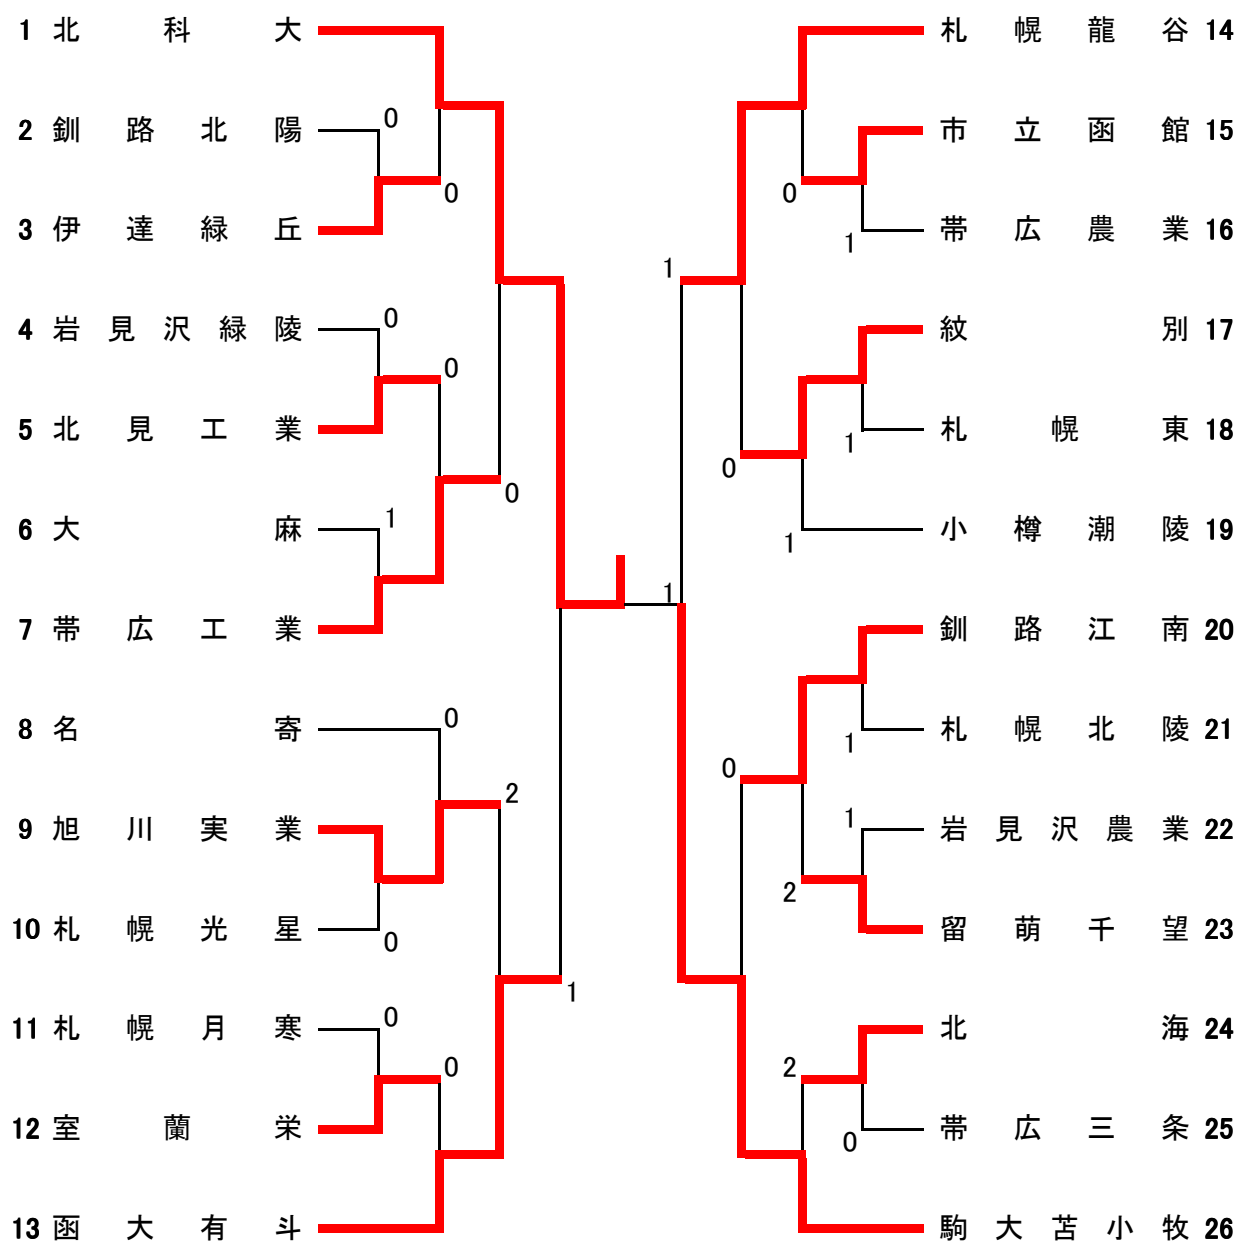 1 北科大
0
2 釧路北陽
0
3 伊達緑丘
0
4 岩見沢緑陵
0
5 北見工業
0
1
6 大麻
7 帯広工業
0
8 名寄
2
9 旭川実業
10 札幌光星
0
1
0
11 札幌月寒
0
12 室蘭栄
13 函大有斗
札幌龍谷 14
市立函館 15
0
帯広農業 16
1
1
紋別 17
札幌東 18
1
0
小樽潮陵 19
1
1
釧路江南 20
札幌北陵 21
1
0
1
岩見沢農業 22
2
留萌千望 23
北海 24
2
帯広三条 25
0
駒大苫小牧 26